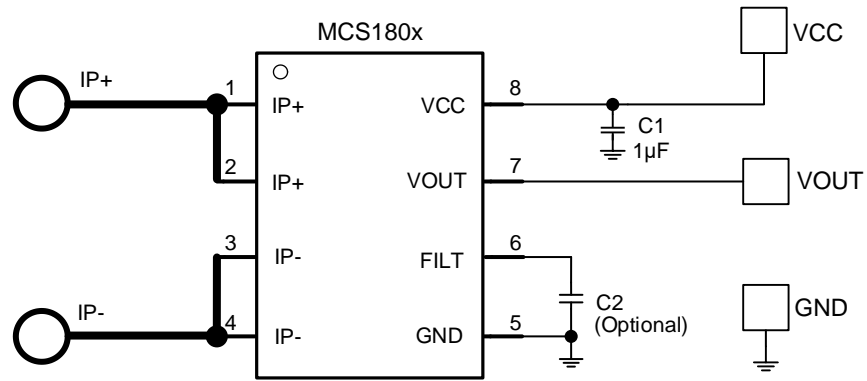 MCS180x
VCC
IP+
1
IP+
VCC
8
C1
1µF
2
IP+
VOUT
7
VOUT
3
IP-
FILT
6
IP-
C2
(Optional)
GND
4
IP-
GND
5